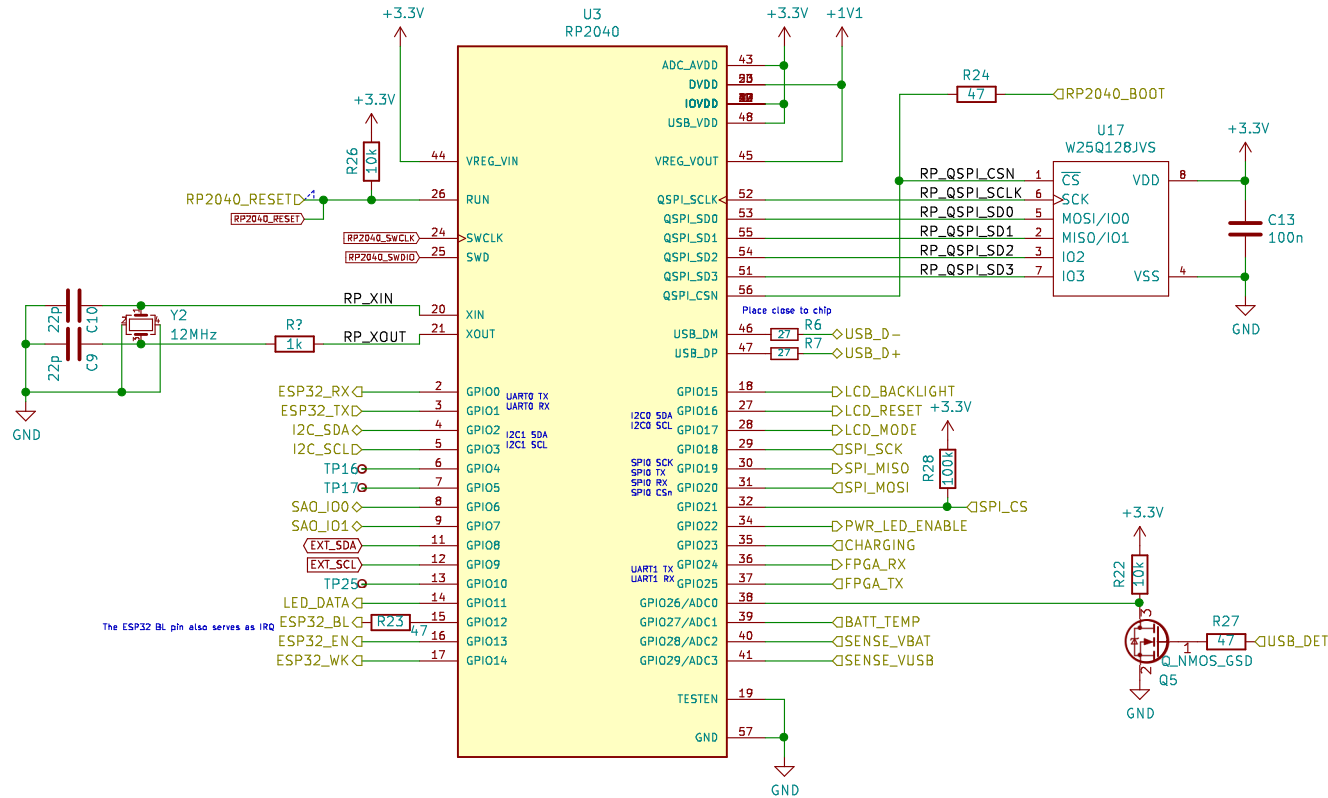 +3.3V
+3.3V
+1V1
U3
RP2040
+3.3V
R26
10k
44 VREG_VIN
RP2040_RESET
RP2040_RESET
26 RUN
RP2040_SWCLK 24 SWCLK
RP2040_SWDIO 25 SWD
RP_XIN 20 XIN
RP_XOUT 21 XOUT
22p C10
22p C9
Y2
12MHz
1
2
3
4
R?
1k
GND
ESP32_RX 2 GPIO0
ESP32_TX 3 GPIO1
I2C_SDA 4 GPIO2
I2C_SCL 5 GPIO3
TP16 6 GPIO4
TP17 7 GPIO5
SAO_IO0 8 GPIO6
SAO_IO1 9 GPIO7
EXT_SDA 11 GPIO8
EXT_SCL 12 GPIO9
TP25 13 GPIO10
LED_DATA 14 GPIO11
The ESP32 BL pin also serves as IRQ
ESP32_BL R23 47 15 GPIO12
ESP32_EN 16 GPIO13
ESP32_WK 17 GPIO14
UART0 TX
UART0 RX
I2C1 SDA
I2C1 SCL
ADC_AVDD 43
DVDD
IOVDD
USB_VDD 48
VREG_VOUT 45
QSPI_SCLK 52
QSPI_SD0 53
QSPI_SD1 55
QSPI_SD2 54
QSPI_SD3 51
QSPI_CSN 56
Place close to chip
USB_DM 46 R6 27 USB_D-
USB_DP 47 R7 27 USB_D+
GPIO15 18 LCD_BACKLIGHT
GPIO16 27 LCD_RESET
GPIO17 28 LCD_MODE
GPIO18 29 SPI_SCK
GPIO19 30 SPI_MISO
GPIO20 31 SPI_MOSI
GPIO21 32 SPI_CS
GPIO22 34 PWR_LED_ENABLE
GPIO23 35 CHARGING
GPIO24 36 FPGA_RX
GPIO25 37 FPGA_TX
GPIO26/ADC0 38
GPIO27/ADC1 39 BATT_TEMP
GPIO28/ADC2 40 SENSE_VBAT
GPIO29/ADC3 41 SENSE_VUSB
TESTEN 19
GND 57
GND
I2C0 SDA
I2C0 SCL
SPI0 SCK
SPI0 TX
SPI0 RX
SPI0 CSn
UART1 TX
UART1 RX
+3.3V
R28
100k
R24
47
RP2040_BOOT
U17
W25Q128JVS
RP_QSPI_CSN 1 CS
RP_QSPI_SCLK 6 SCK
RP_QSPI_SD0 5 MOSI/IO0
RP_QSPI_SD1 2 MISO/IO1
RP_QSPI_SD2 3 IO2
RP_QSPI_SD3 7 IO3
VDD 8
VSS 4
+3.3V
C13
100n
GND
+3.3V
R22
10k
3
1
2
Q_NMOS_GSD
Q5
GND
R27
47
USB_DET